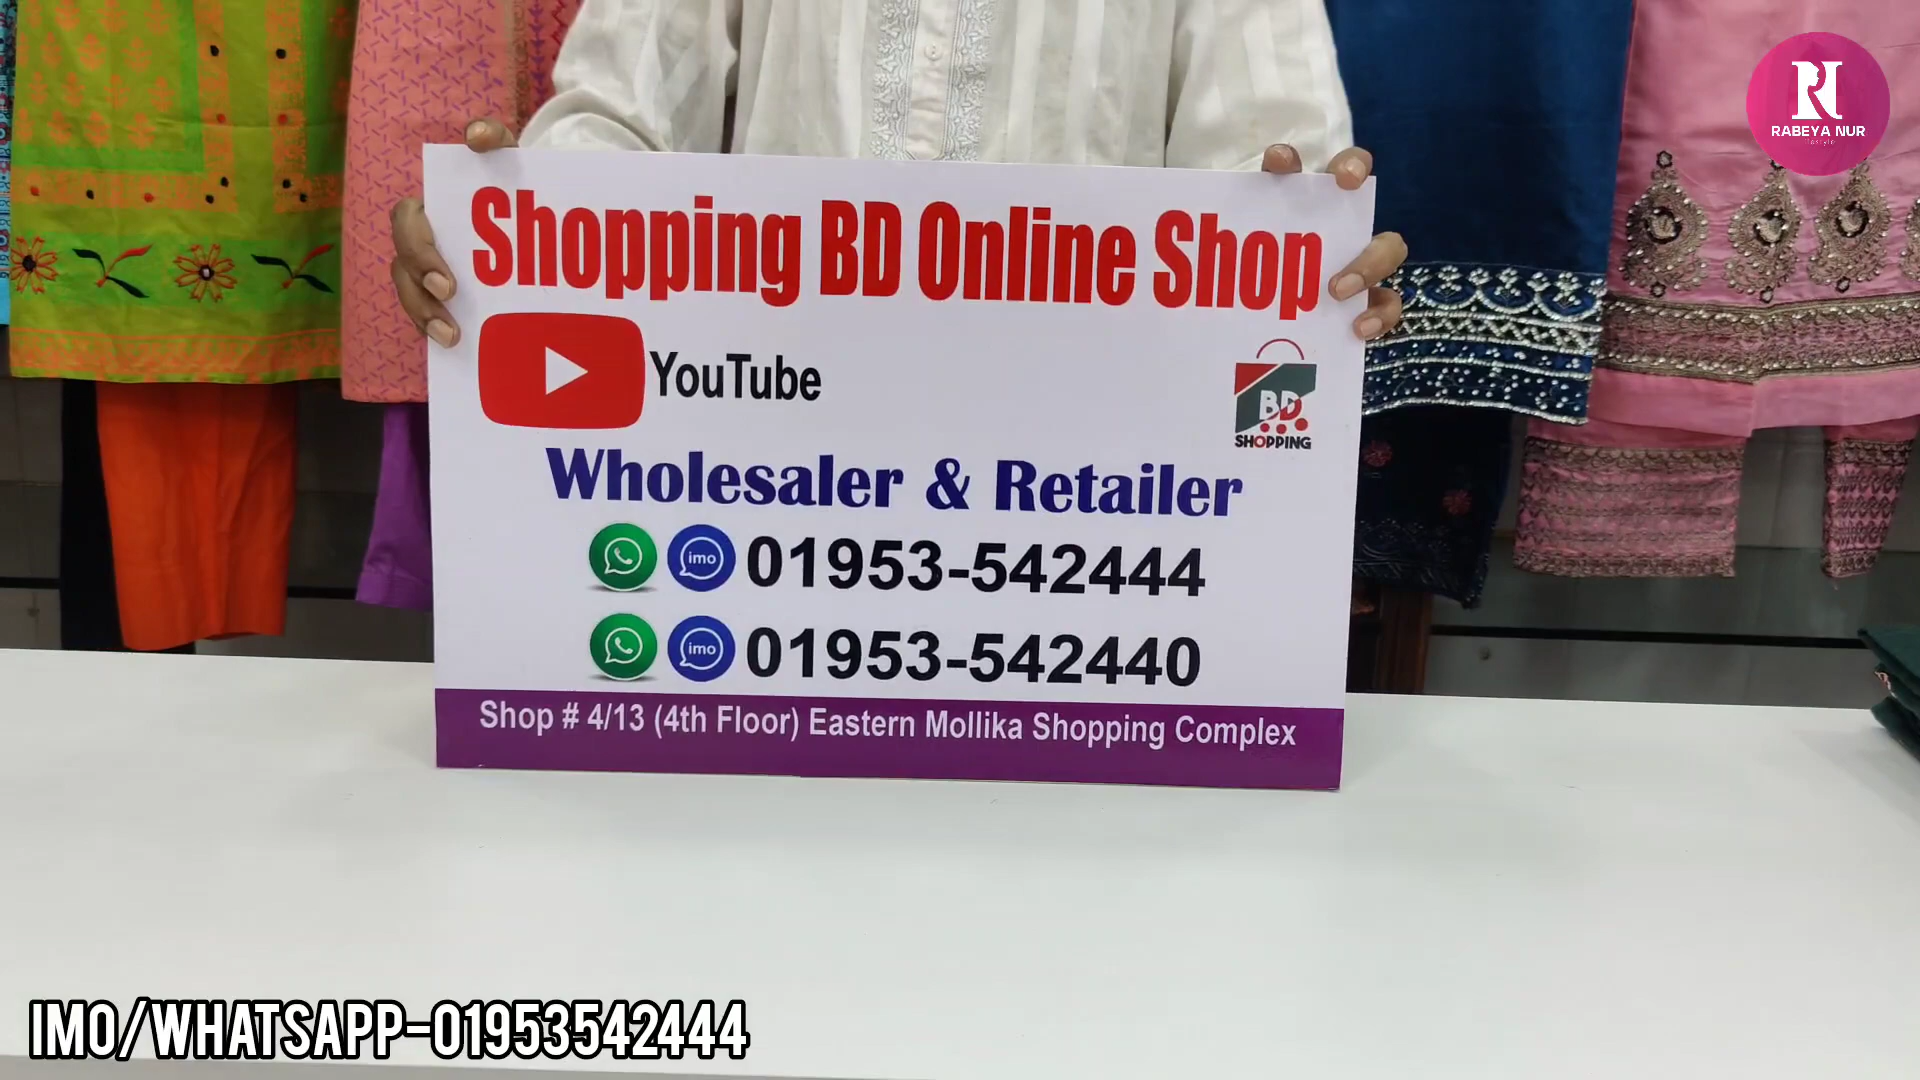 RABEYA NUR
lifestyle
Shopping BD Online Shop
YouTube
BD
SHOPPING
Wholesaler & Retailer
imo 01953-542444
imo 01953-542440
Shop # 4/13 (4th Floor) Eastern Mollika Shopping Complex
IMO/WHATSAPP-01953542444